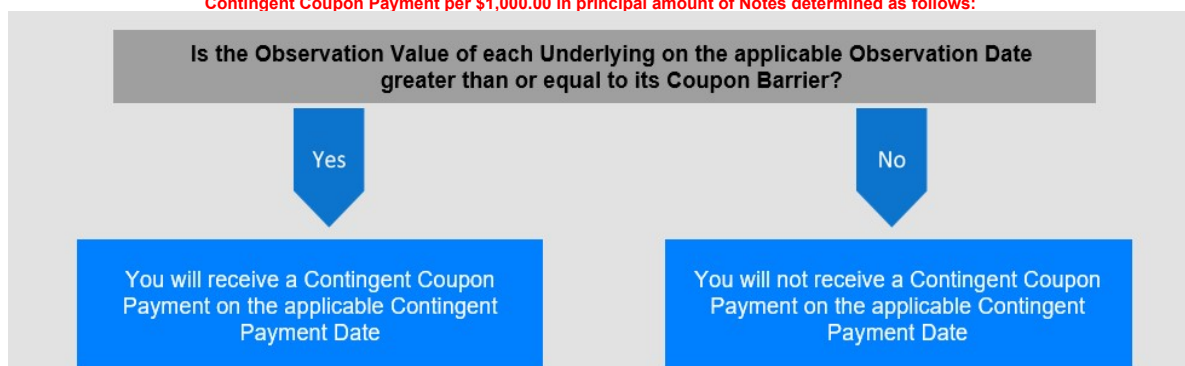 Contingent Coupon Payment per $1,000.00 in principal amount of Notes determined as follows:
Is the Observation Value of each Underlying on the applicable Observation Date
greater than or equal to its Coupon Barrier?
Yes
No
You will receive a Contingent Coupon
Payment on the applicable Contingent
Payment Date
You will not receive a Contingent Coupon
Payment on the applicable Contingent
Payment Date